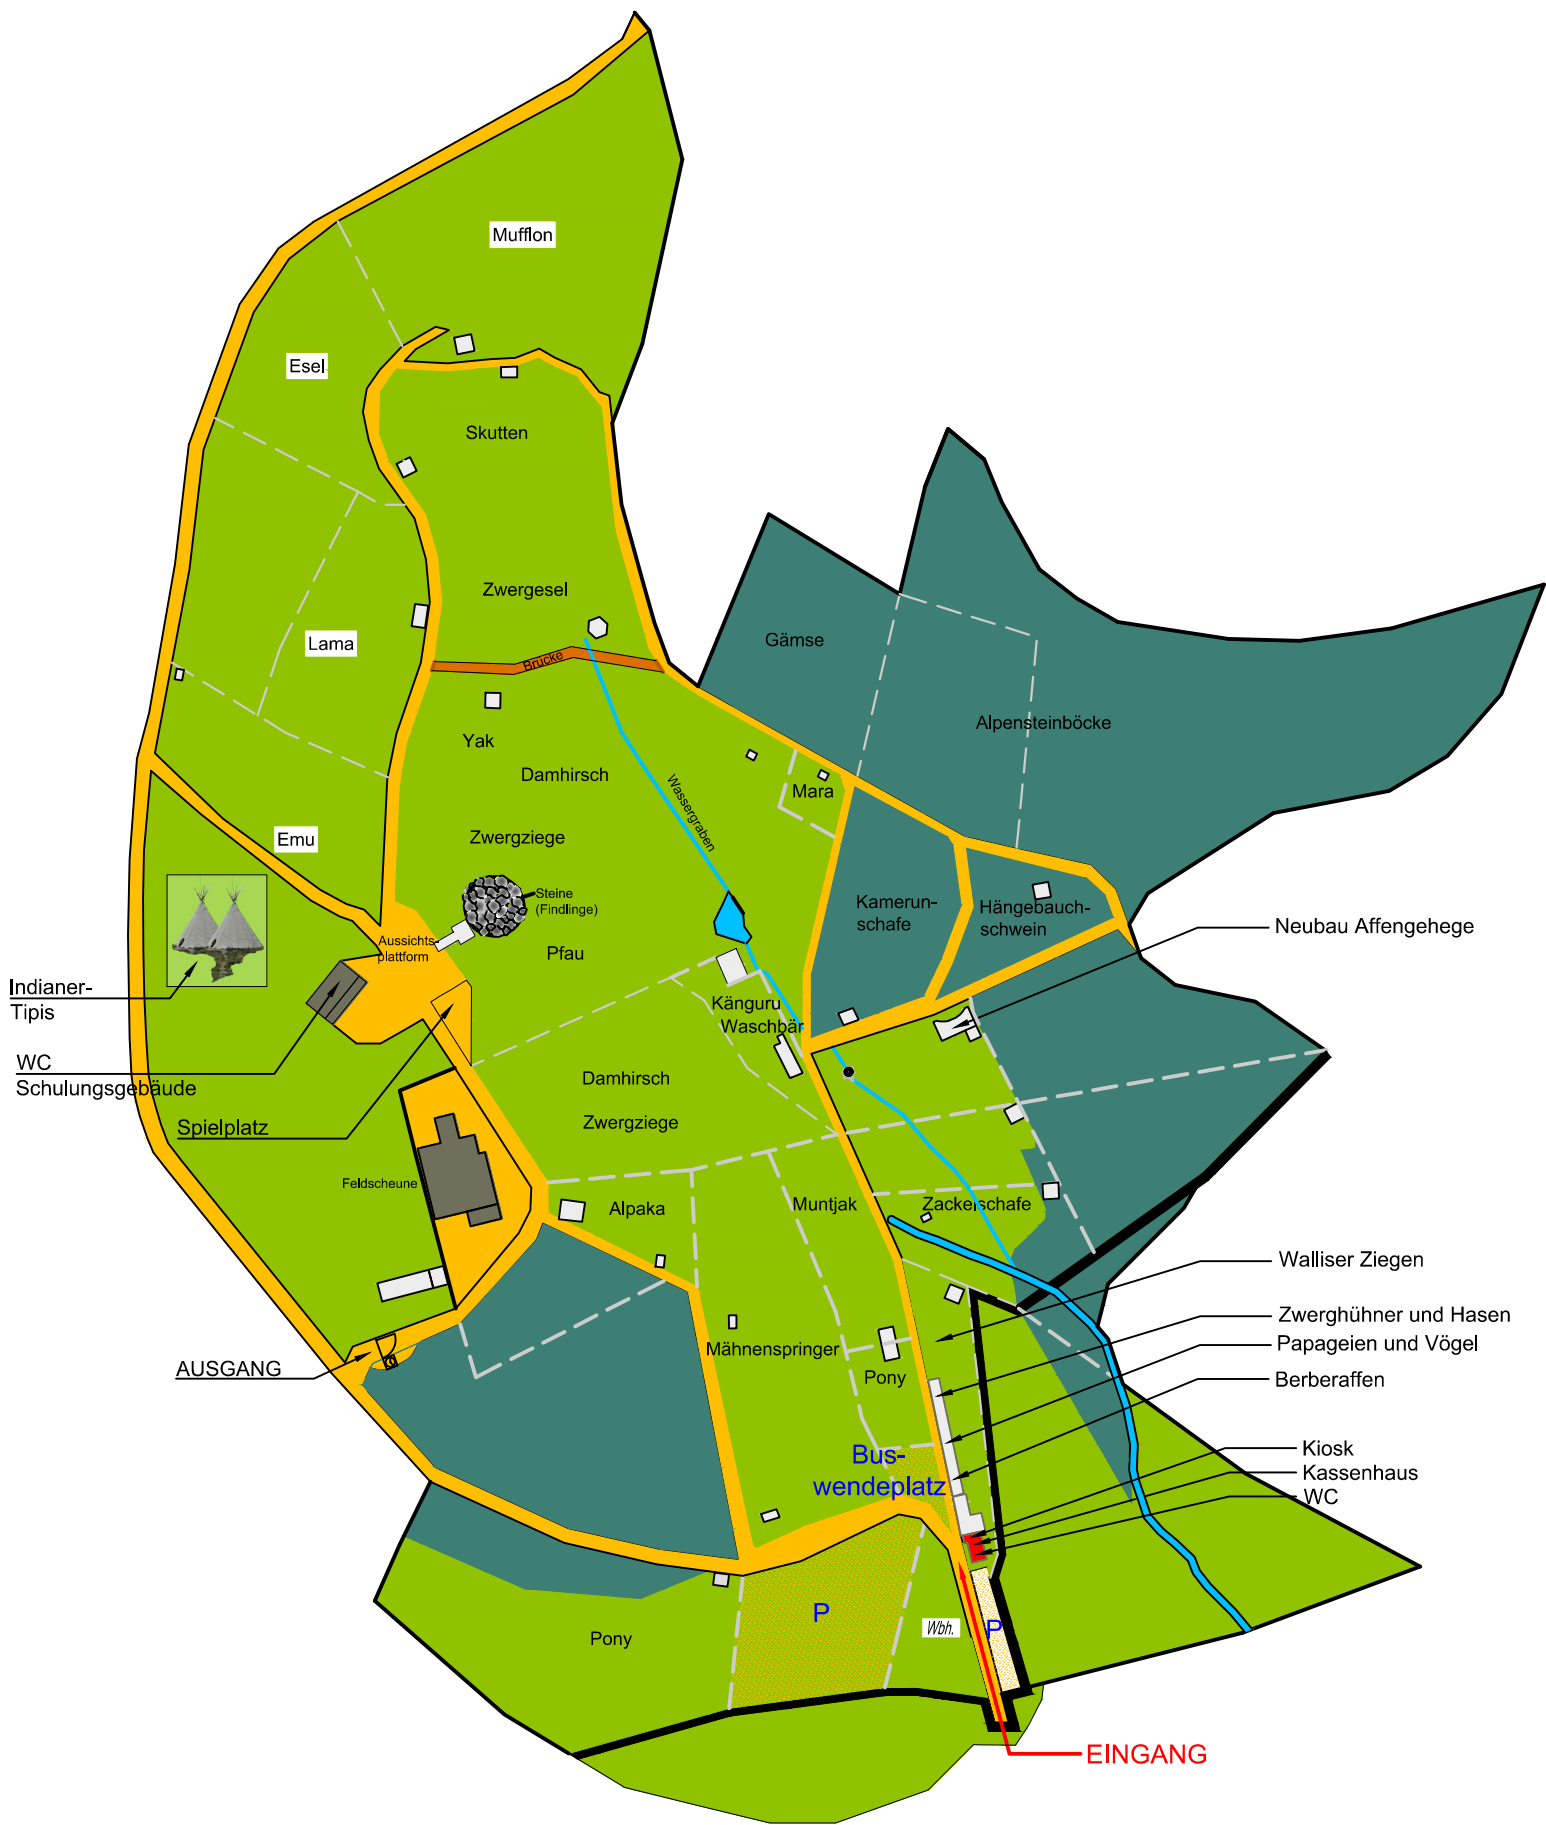 Mufflon
Esel
Skutten
Zwergesel
Lama
Brücke
Gämse
Alpensteinböcke
Yak
Damhirsch
Wassergraben
Mara
Zwergziege
Emu
Steine
(Findlinge)
Aussichts-
plattform
Pfau
Kamerun-
schafe
Hängebauch-
schwein
Neubau Affengehege
Indianer-
Tipis
Känguru
Waschbär
WC
Schulungsgebäude
Damhirsch
Zwergziege
Spielplatz
Feldscheune
Alpaka
Muntjak
Zackelschafe
Walliser Ziegen
Zwerghühner und Hasen
Papageien und Vögel
Berberaffen
Mähnenspringer
Pony
AUSGANG
Bus-
wendeplatz
Kiosk
Kassenhaus
WC
P
Wbh.
P
Pony
EINGANG